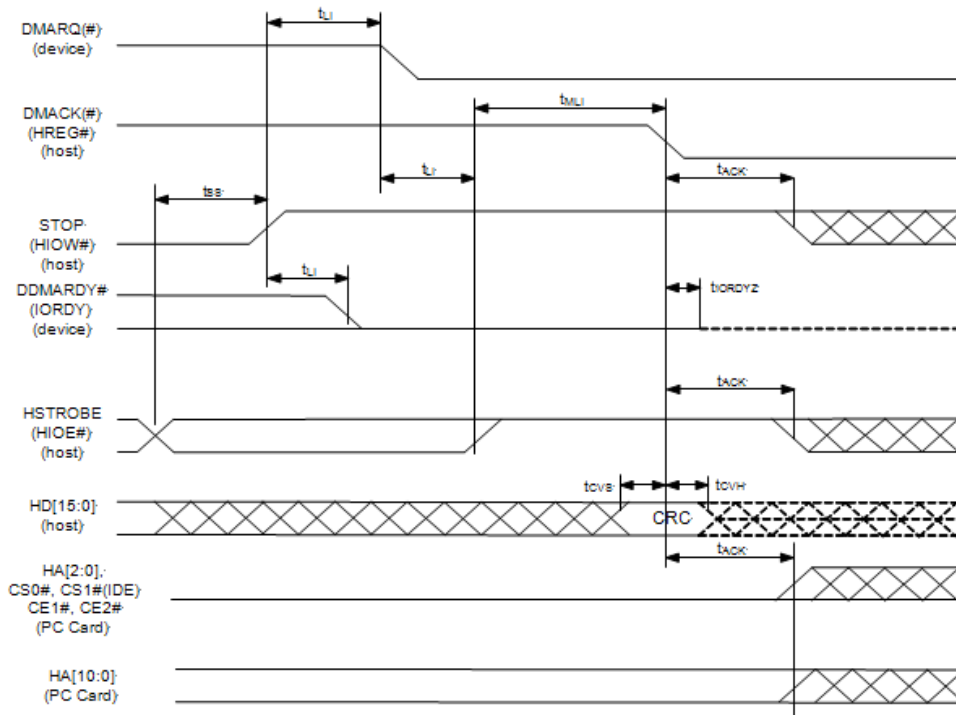 tLI
DMARQ(#)
(device)
tMLI
DMACK(#)
(HREG#)
(host)
tLI
tACK
tSS
STOP
(HIOW#)
(host)
tLI
DDMARDY#
(IORDY)
(device)
tIORDYZ
tACK
HSTROBE
(HIOE#)
(host)
tCVS
tCVH
HD[15:0]
(host)
CRC
tACK
HA[2:0],
CS0#, CS1#(IDE)
CE1#, CE2#
(PC Card)
HA[10:0]
(PC Card)